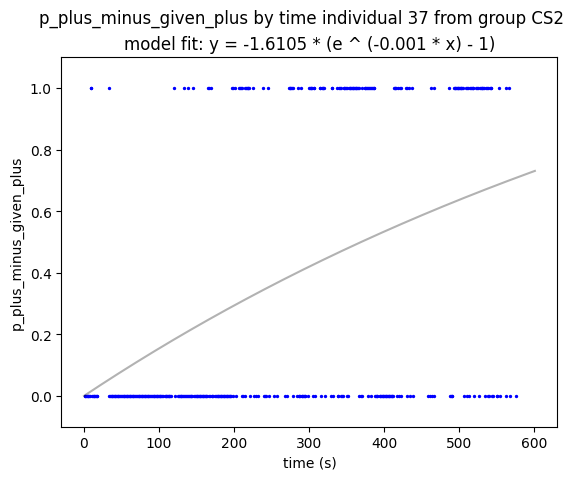 p_plus_minus_given_plus by time individual 37 from group CS2
model fit: y = -1.6105 * (e ^ (-0.001 * x) - 1)
1.0
0.8
0.6
0.4
0.2
0.0
p_plus_minus_given_plus
0 100 200 300 400 500 600
time (s)